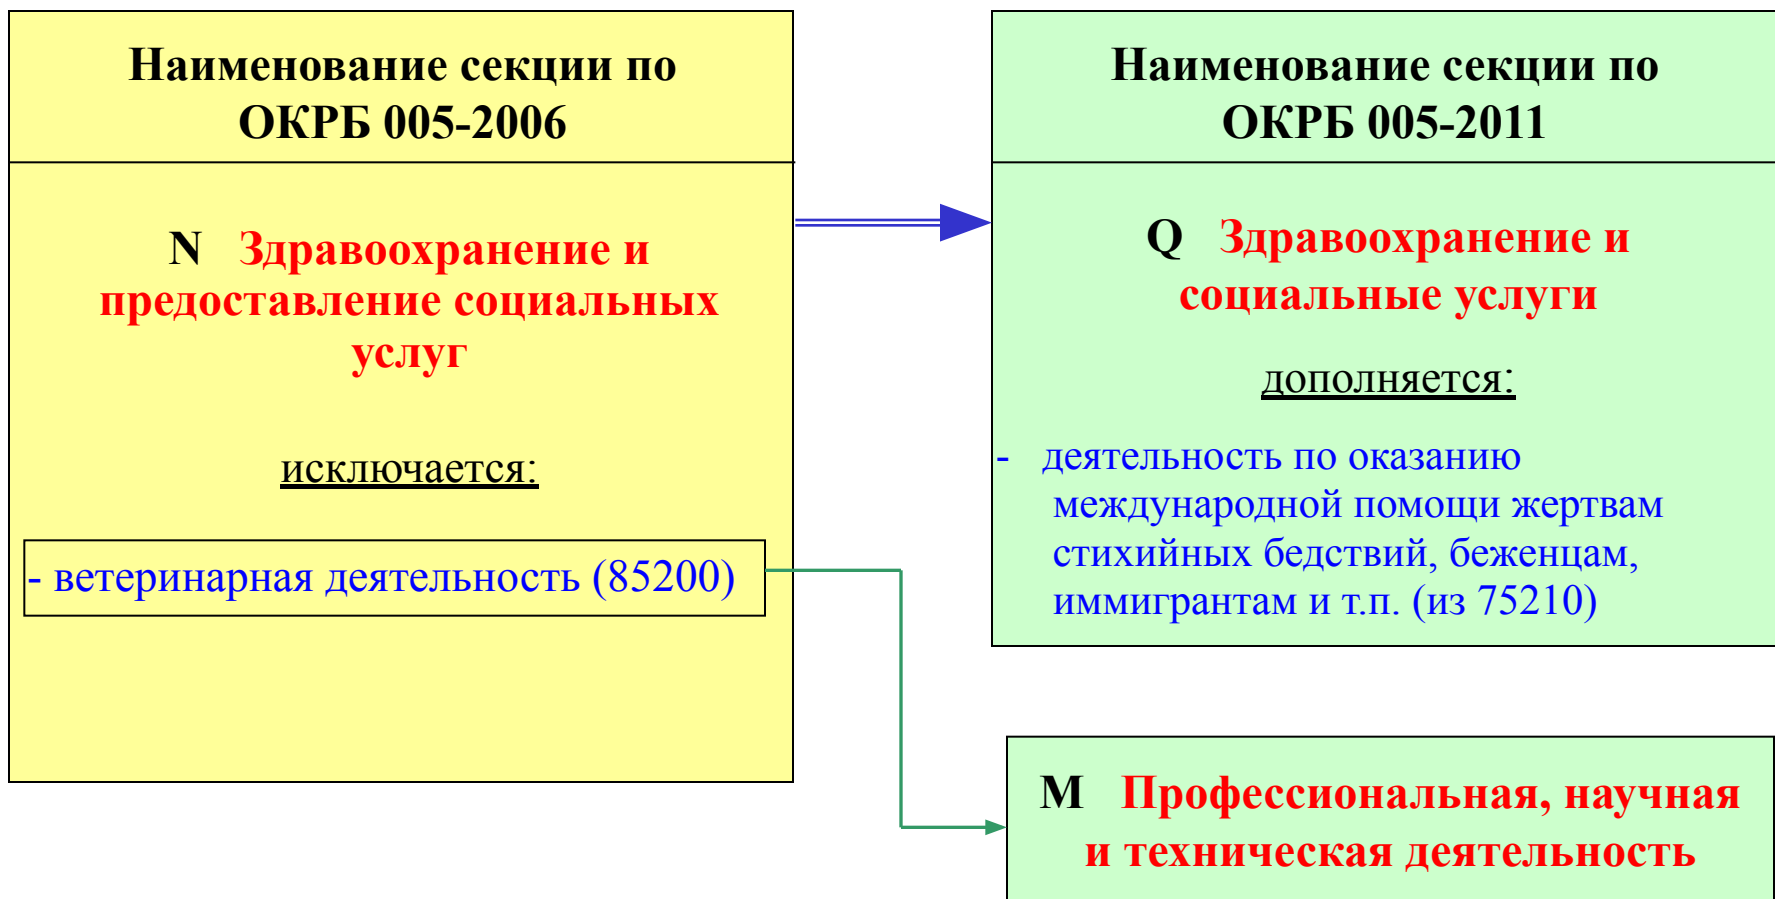 Наименование секции по
ОКРБ 005-2006
N Здравоохранение и
предоставление социальных
услуг
исключается:
- ветеринарная деятельность (85200)
Наименование секции по
ОКРБ 005-2011
Q Здравоохранение и
социальные услуги
дополняется:
- деятельность по оказанию
международной помощи жертвам
стихийных бедствий, беженцам,
иммигрантам и т.п. (из 75210)
М Профессиональная, научная
и техническая деятельность